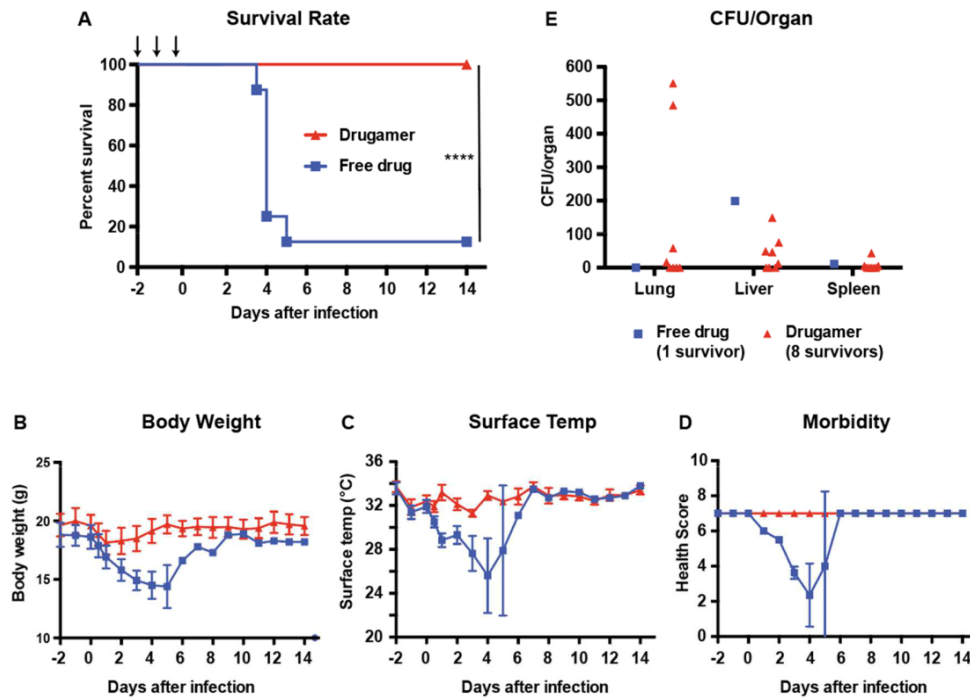 A
Survival Rate
Percent survival
100
80
60
40
20
0
Drugamer
Free drug
****
-2 0 2 4 6 8 10 12 14
Days after infection
E
CFU/Organ
CFU/organ
600
500
400
300
200
100
0
Lung Liver Spleen
Free drug
(1 survivor)
Drugamer
(8 survivors)
B
Body Weight
Body weight (g)
25
20
15
10
-2 0 2 4 6 8 10 12 14
Days after infection
C
Surface Temp
Surface temp (°C)
36
32
28
24
20
-2 0 2 4 6 8 10 12 14
Days after infection
D
Morbidity
Health Score
8
6
4
2
0
-2 0 2 4 6 8 10 12 14
Days after infection